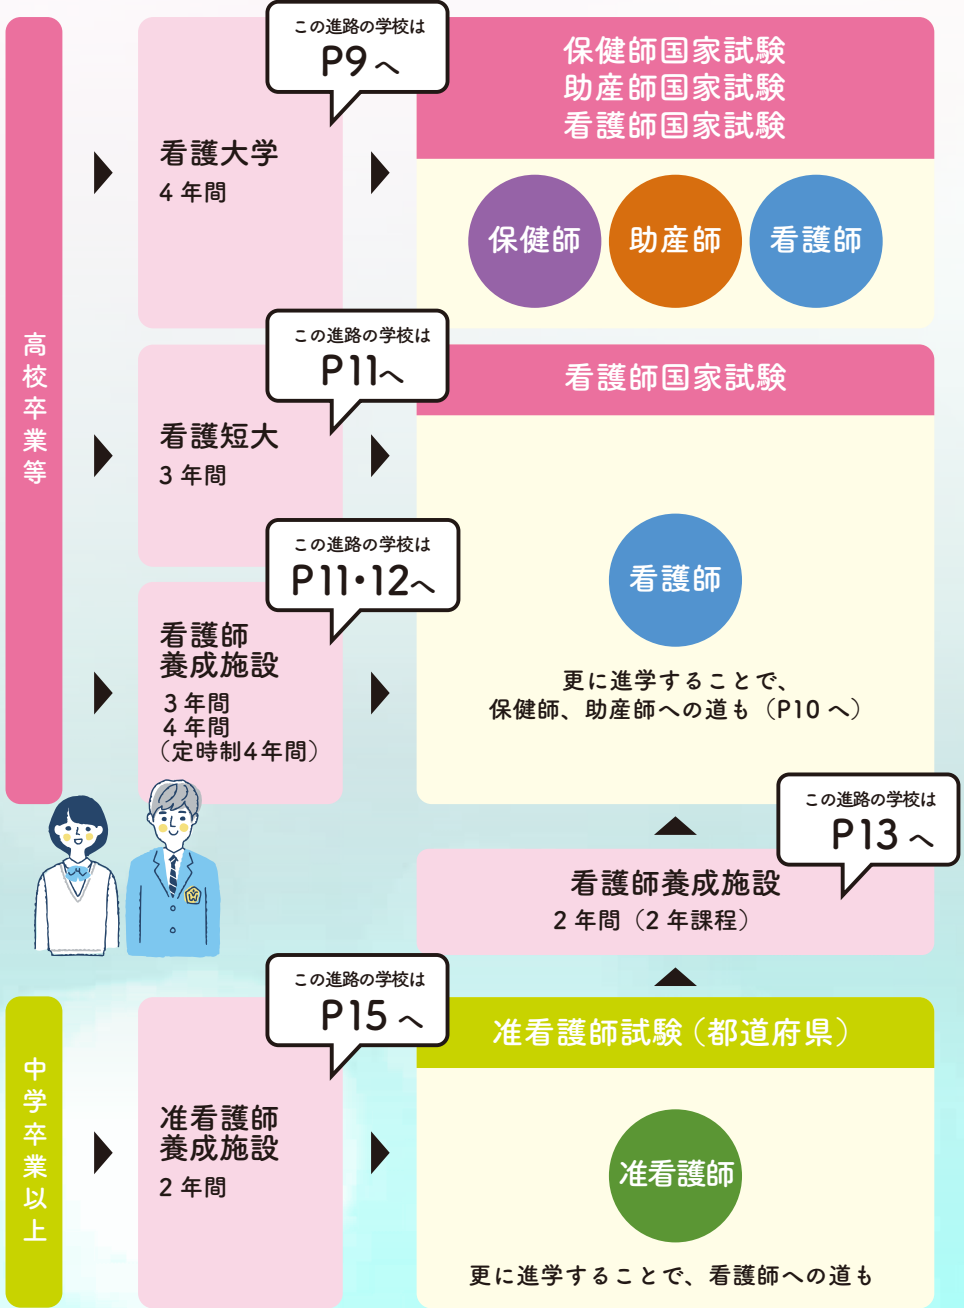 高校卒業等
この進路の学校は
P9へ
看護大学
4年間
保健師国家試験
助産師国家試験
看護師国家試験
保健師
助産師
看護師
この進路の学校は
P11へ
看護短大
3年間
看護師国家試験
看護師
更に進学することで、
保健師、助産師への道も（P10へ）
この進路の学校は
P11・12へ
看護師
養成施設
3年間
4年間
（定時制4年間）
この進路の学校は
P13へ
看護師養成施設
2年間（2年課程）
中学卒業以上
この進路の学校は
P15へ
准看護師
養成施設
2年間
准看護師試験（都道府県）
准看護師
更に進学することで、看護師への道も